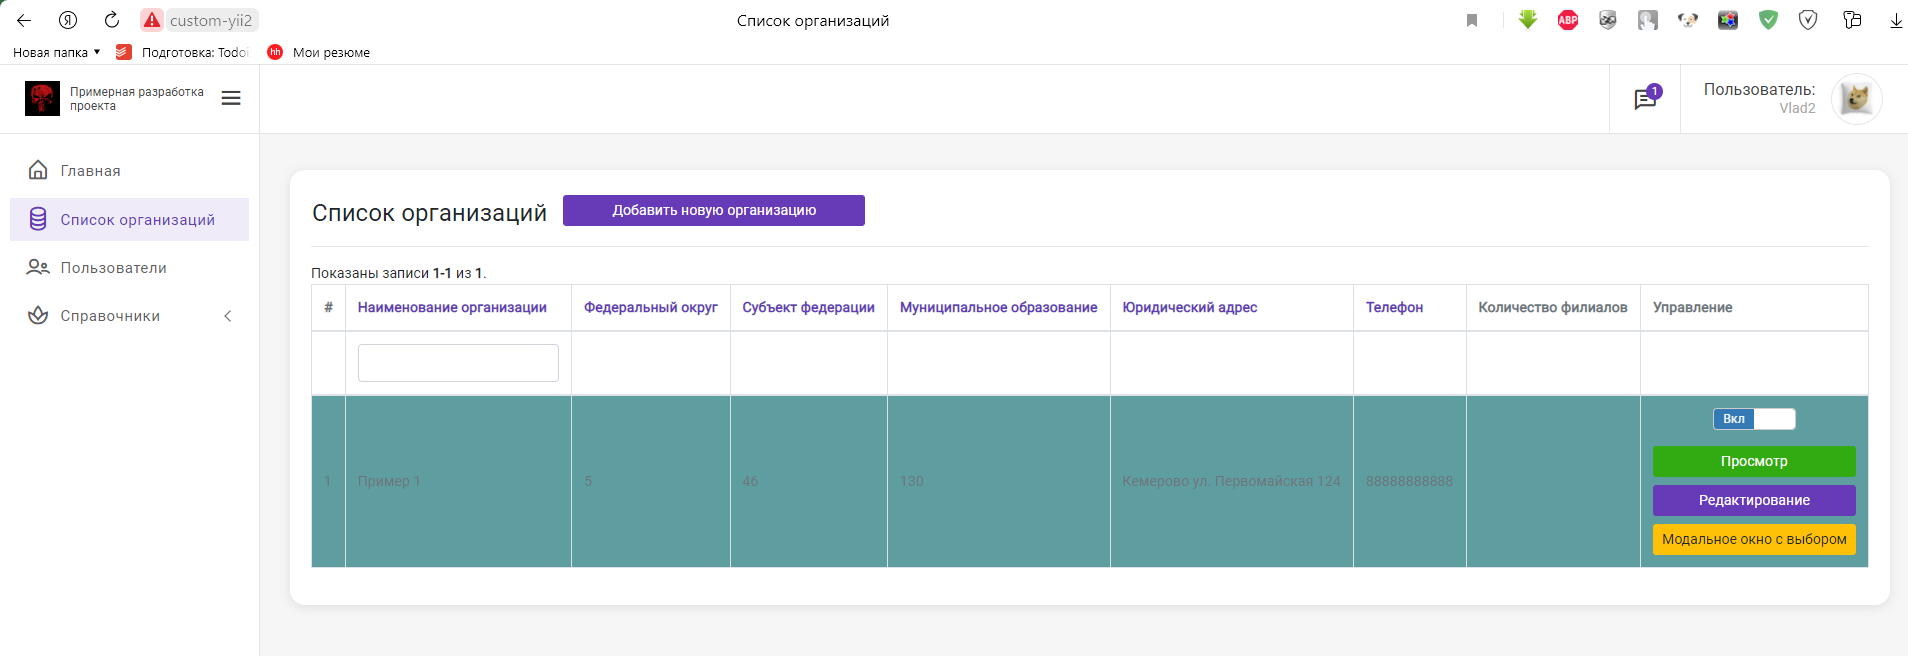 custom-yii2
Список организаций
ABP
Новая папка
Подготовка: Todoi
hh
Мои резюме
Примерная разработка
проекта
1
Пользователь:
Vlad2
Главная
Список организаций
Пользователи
Справочники
Список организаций
Добавить новую организацию
Показаны записи 1-1 из 1.
# Наименование организации Федеральный округ Субъект федерации Муниципальное образование Юридический адрес Телефон Количество филиалов Управление
Вкл
1 Пример 1 5 46 130 Кемерово ул. Первомайская 124 88888888888
Просмотр
Редактирование
Модальное окно с выбором